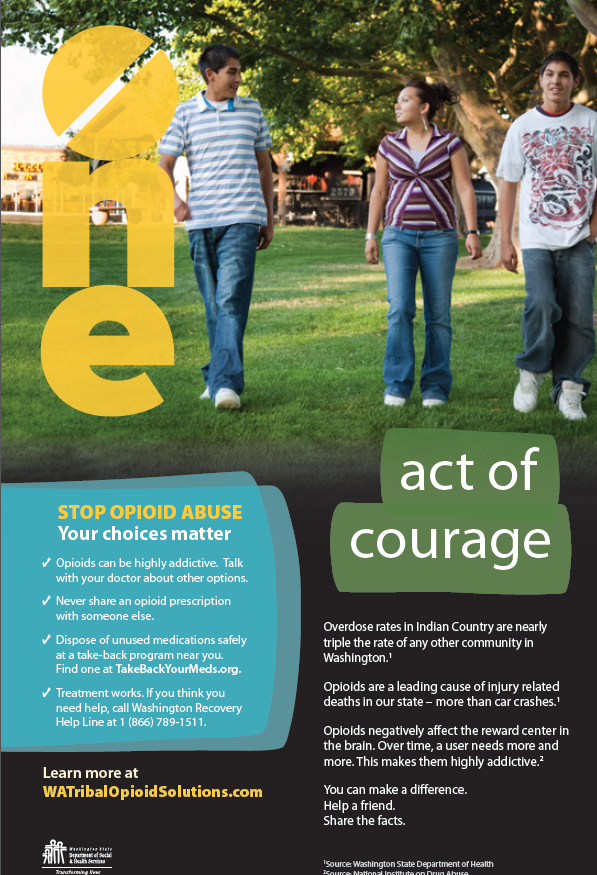 one
act of
courage
STOP OPIOID ABUSE
Your choices matter
✓ Opioids can be highly addictive. Talk
with your doctor about other options.
✓ Never share an opioid prescription
with someone else.
✓ Dispose of unused medications safely
at a take-back program near you.
Find one at TakeBackYourMeds.org.
✓ Treatment works. If you think you
need help, call Washington Recovery
Help Line at 1 (866) 789-1511.
Learn more at
WATribalOpioidSolutions.com
Washington State
Department of Social
& Health Services
Transforming lives
Overdose rates in Indian Country are nearly
triple the rate of any other community in
Washington.¹
Opioids are a leading cause of injury related
deaths in our state – more than car crashes.¹
Opioids negatively affect the reward center in
the brain. Over time, a user needs more and
more. This makes them highly addictive.²
You can make a difference.
Help a friend.
Share the facts.
¹Source: Washington State Department of Health
²Source: National Institute on Drug Abuse
2579